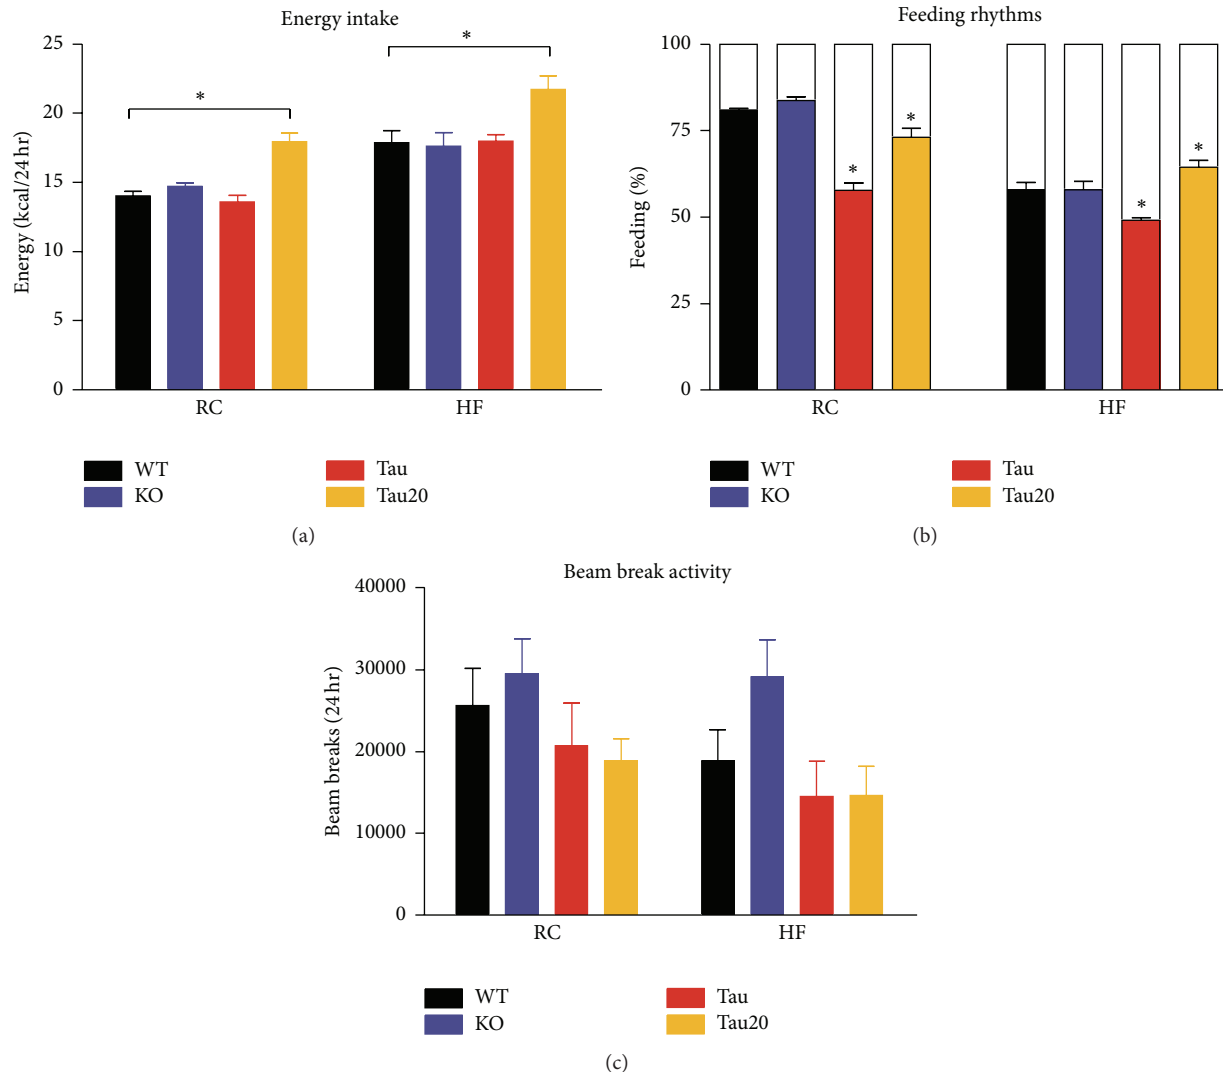 Energy intake
25
20
15
10
5
0
Energy (kcal/24 hr)
*
*
RC
HF
WT
KO
Tau
Tau20
(a)
Feeding rhythms
100
75
50
25
0
Feeding (%)
*
*
*
*
RC
HF
WT
KO
Tau
Tau20
(b)
Beam break activity
40000
30000
20000
10000
0
Beam breaks (24 hr)
RC
HF
WT
KO
Tau
Tau20
(c)